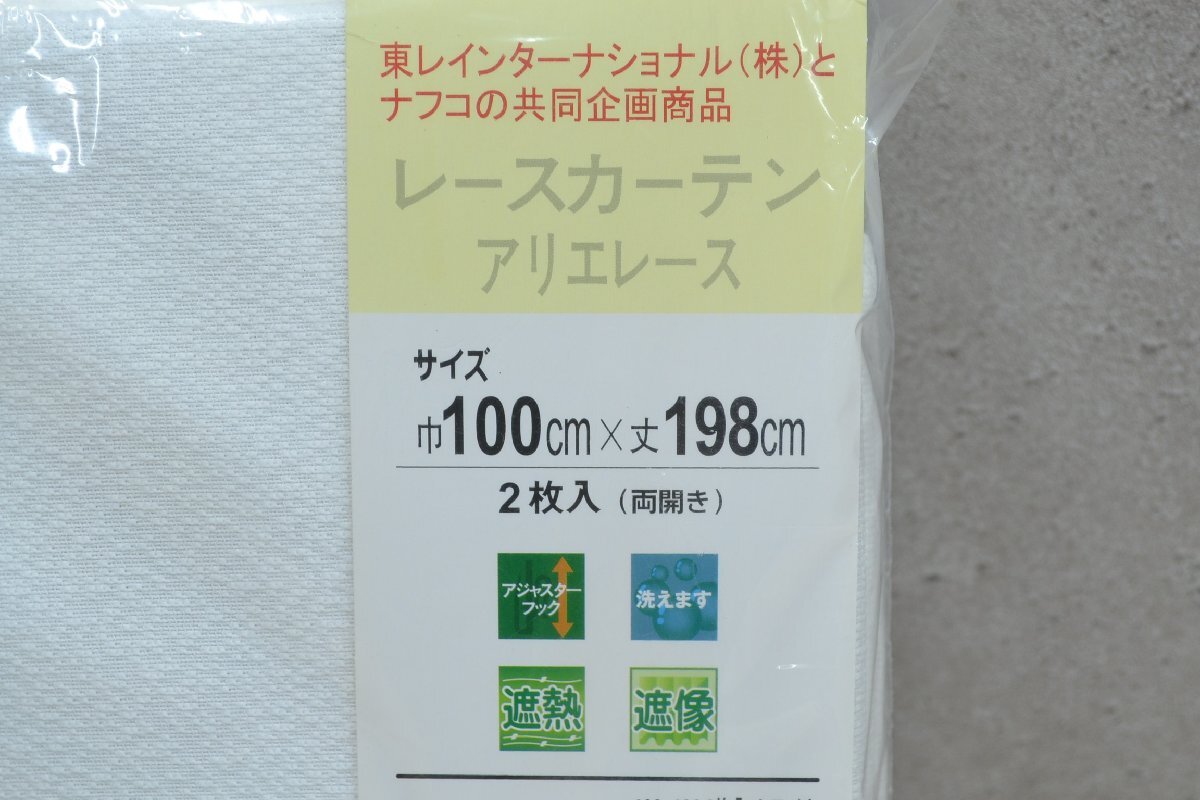 東レインターナショナル(株)と
ナフコの共同企画商品
レースカーテン
アリエレース
サイズ
巾100cm×丈198cm
2枚入(両開き)
アジャスター
フック
洗えます
遮熱
遮像